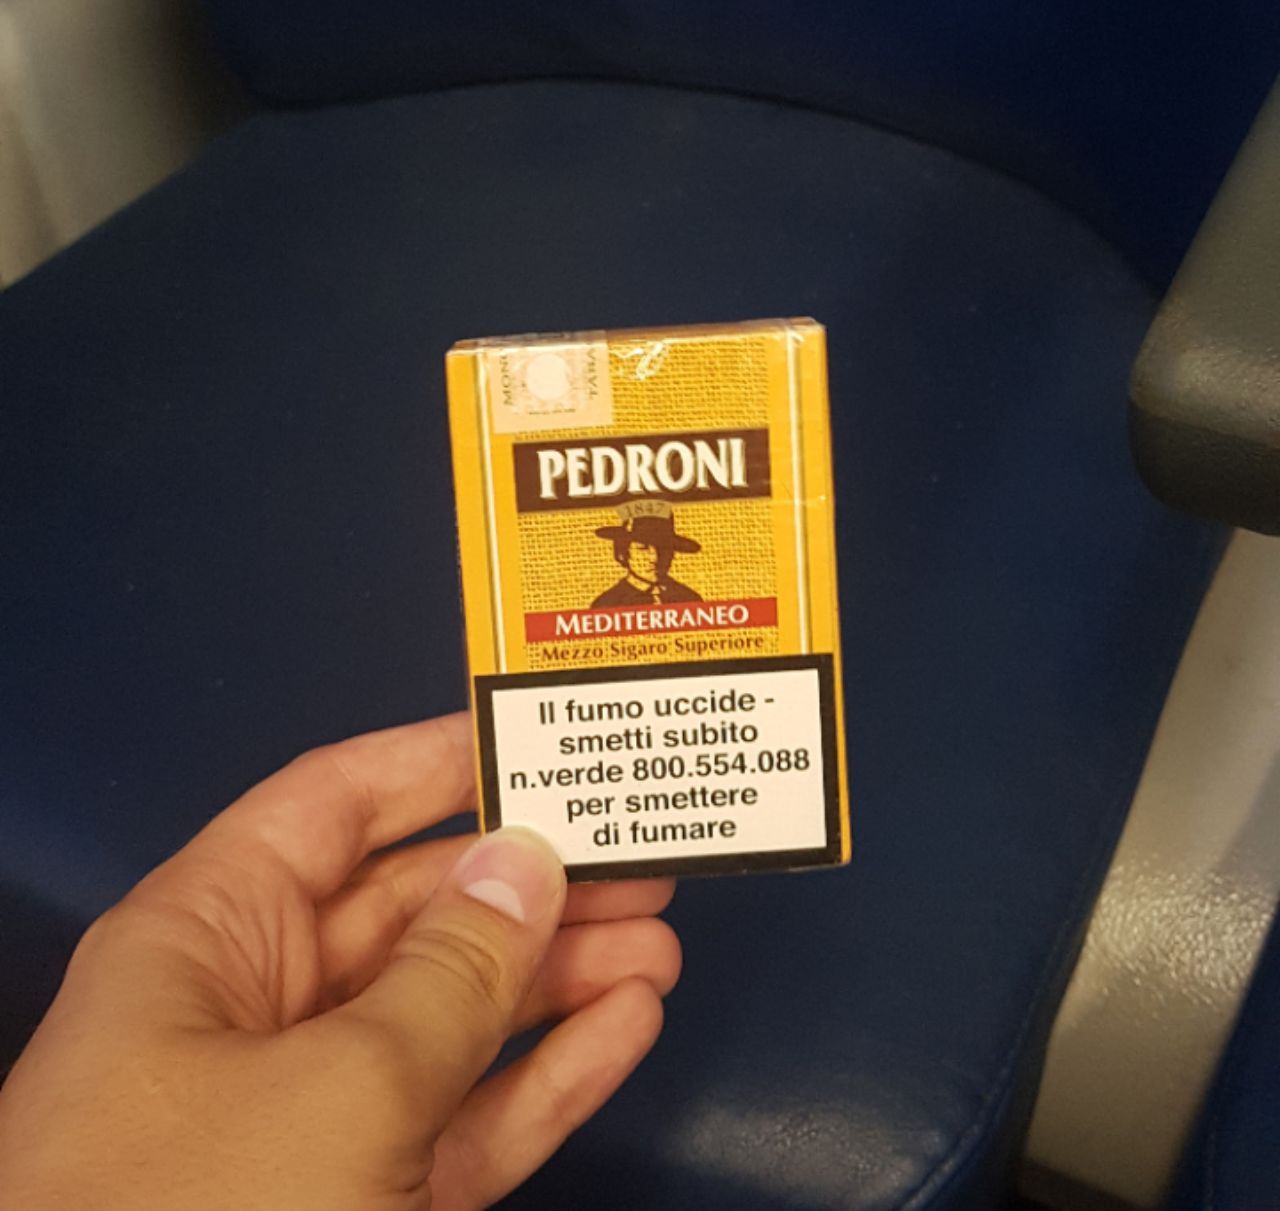 PEDRONI
1847
MEDITERRANEO
Mezzo Sigaro Superiore
Il fumo uccide -
smetti subito
n.verde 800.554.088
per smettere
di fumare